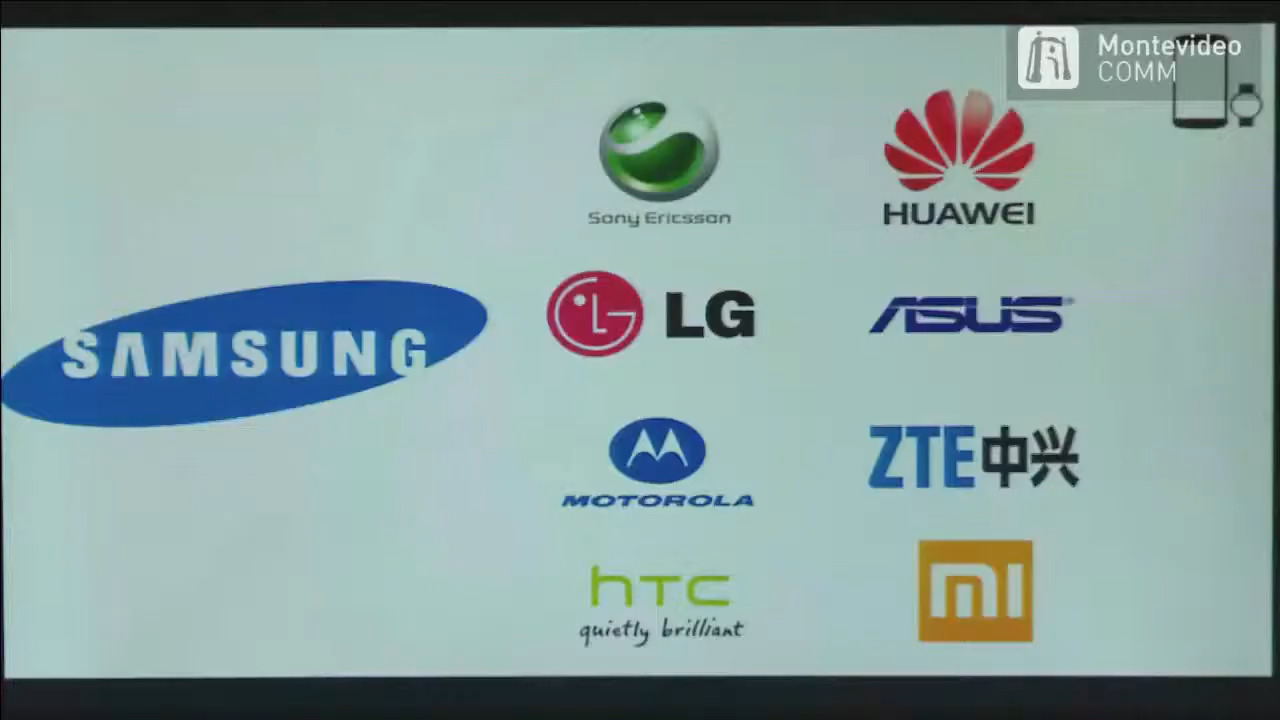 Montevideo
COMM
Sony Ericsson
HUAWEI
SAMSUNG
LG
ASUS
MOTOROLA
ZTE中兴
hTC
quietly brilliant
mi